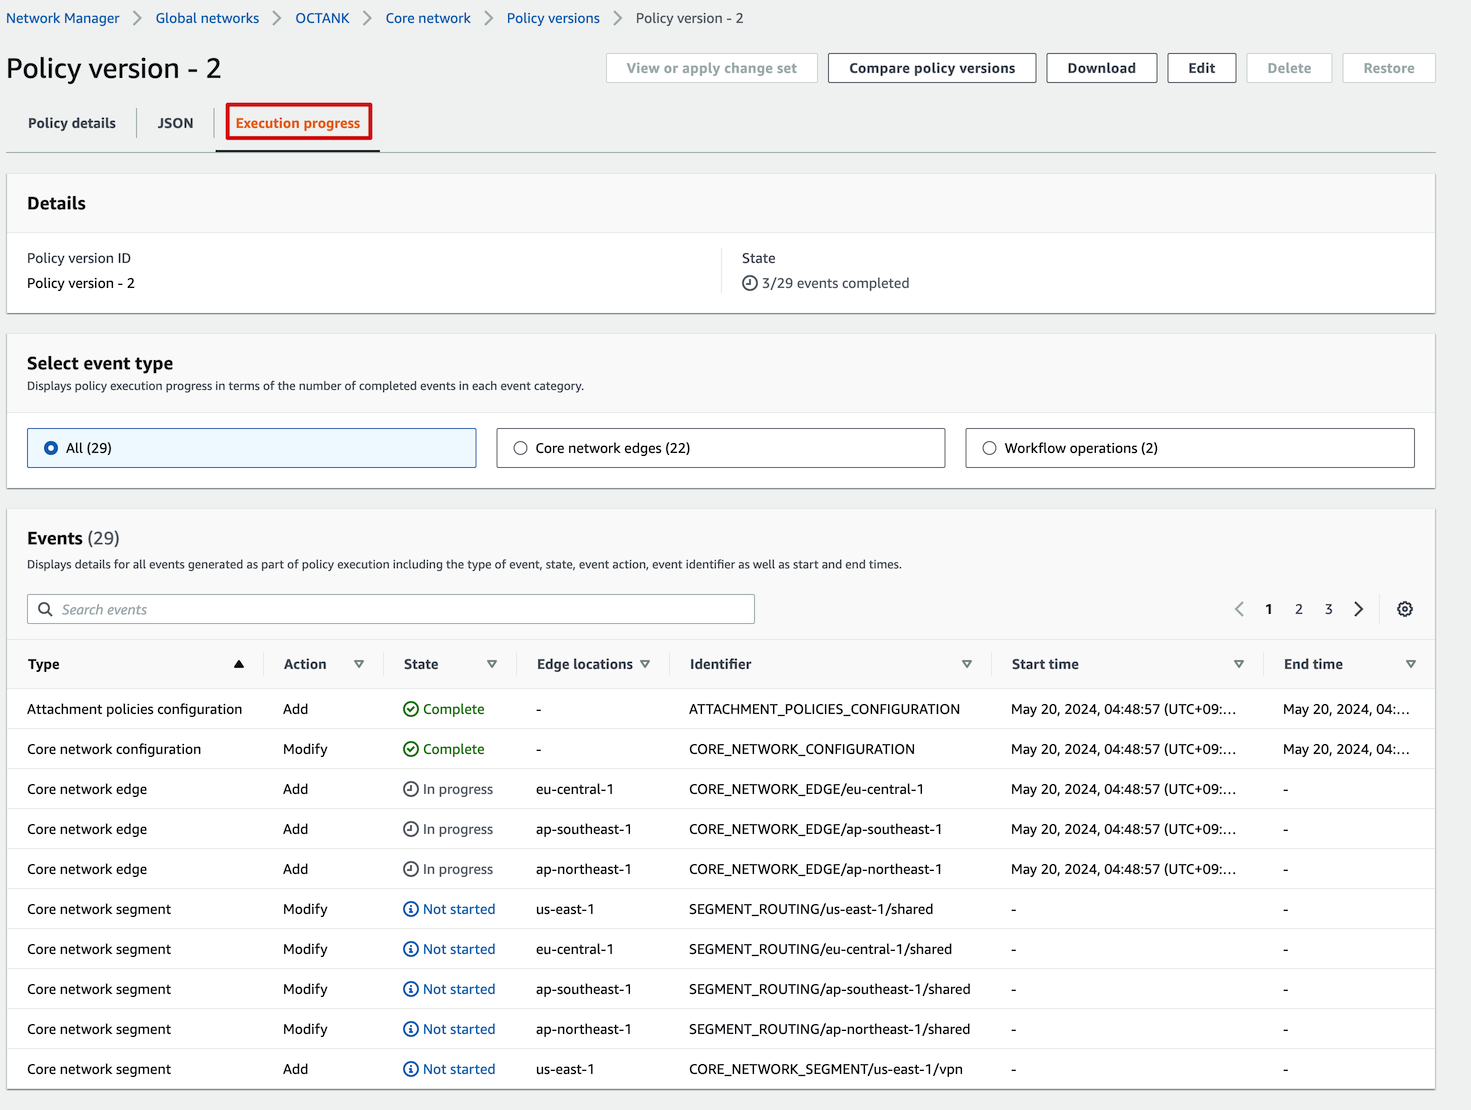 Network Manager > Global networks > OCTANK > Core network > Policy versions > Policy version - 2
Policy version - 2
View or apply change set Compare policy versions Download Edit Delete Restore
Policy details JSON Execution progress
Details
Policy version ID State
Policy version - 2 3/29 events completed
Select event type
Displays policy execution progress in terms of the number of completed events in each event category.
All (29) Core network edges (22) Workflow operations (2)
Events (29)
Displays details for all events generated as part of policy execution including the type of event, state, event action, event identifier as well as start and end times.
Search events 1 2 3
Type Action State Edge locations Identifier Start time End time
Attachment policies configuration Add Complete - ATTACHMENT_POLICIES_CONFIGURATION May 20, 2024, 04:48:57 (UTC+09:... May 20, 2024, 04:...
Core network configuration Modify Complete - CORE_NETWORK_CONFIGURATION May 20, 2024, 04:48:57 (UTC+09:... May 20, 2024, 04:...
Core network edge Add In progress eu-central-1 CORE_NETWORK_EDGE/eu-central-1 May 20, 2024, 04:48:57 (UTC+09:... -
Core network edge Add In progress ap-southeast-1 CORE_NETWORK_EDGE/ap-southeast-1 May 20, 2024, 04:48:57 (UTC+09:... -
Core network edge Add In progress ap-northeast-1 CORE_NETWORK_EDGE/ap-northeast-1 May 20, 2024, 04:48:57 (UTC+09:... -
Core network segment Modify Not started us-east-1 SEGMENT_ROUTING/us-east-1/shared - -
Core network segment Modify Not started eu-central-1 SEGMENT_ROUTING/eu-central-1/shared - -
Core network segment Modify Not started ap-southeast-1 SEGMENT_ROUTING/ap-southeast-1/shared - -
Core network segment Modify Not started ap-northeast-1 SEGMENT_ROUTING/ap-northeast-1/shared - -
Core network segment Add Not started us-east-1 CORE_NETWORK_SEGMENT/us-east-1/vpn - -